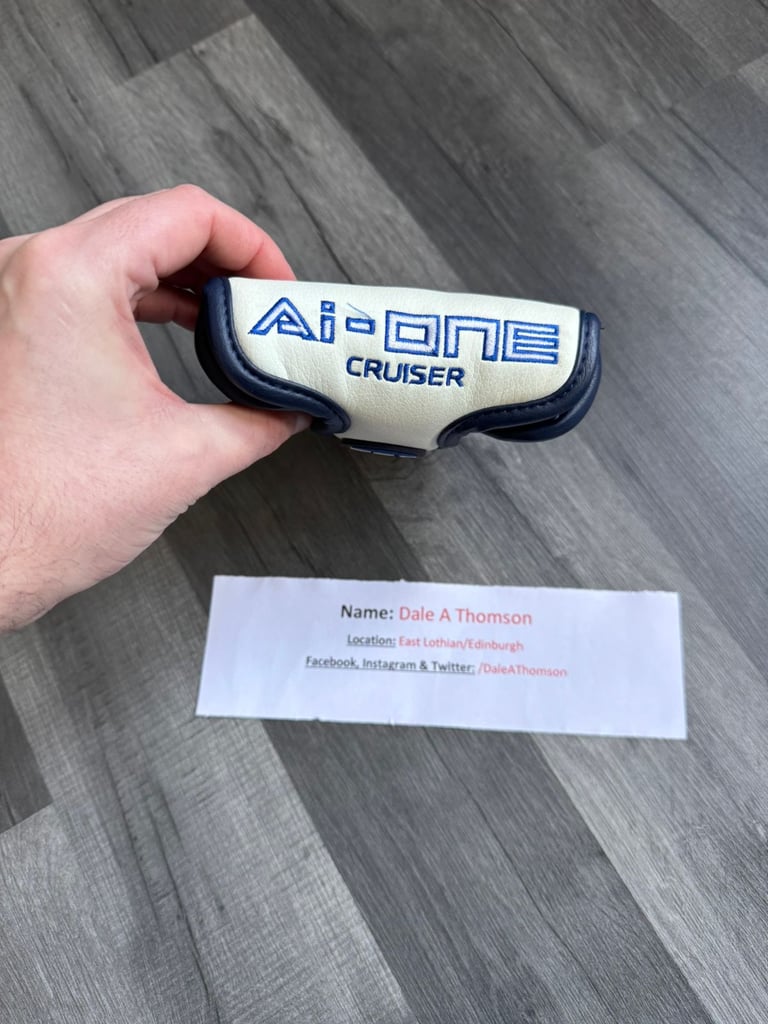 Ai-ONE
CRUISER
Name: Dale A Thomson
Location: East Lothian/Edinburgh
Facebook, Instagram & Twitter: /DaleAThomson